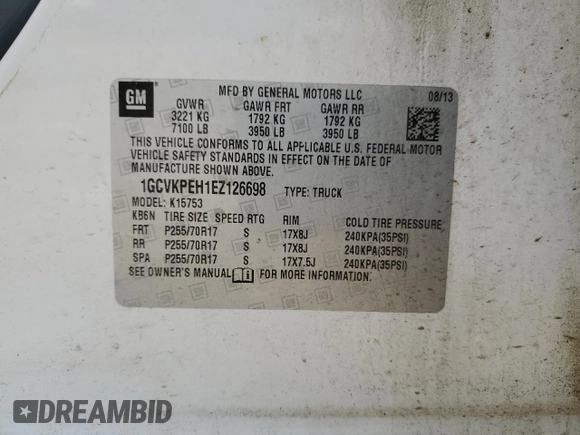 GM
MFD BY GENERAL MOTORS LLC
08/13
GVWR GAWR FRT GAWR RR
3221 KG 1792 KG 1792 KG
7100 LB 3950 LB 3950 LB
THIS VEHICLE CONFORMS TO ALL APPLICABLE U.S. FEDERAL MOTOR
VEHICLE SAFETY STANDARDS IN EFFECT ON THE DATE OF
MANUFACTURE SHOWN ABOVE.
1GCVKPEH1EZ126698 TYPE: TRUCK
MODEL: K15753
KB6N TIRE SIZE SPEED RTG RIM COLD TIRE PRESSURE
FRT P255/70R17 S 17X8J 240KPA(35PSI)
RR P255/70R17 S 17X8J 240KPA(35PSI)
SPA P255/70R17 S 17X7.5J 240KPA(35PSI)
SEE OWNER'S MANUAL FOR MORE INFORMATION.
DREAMBID